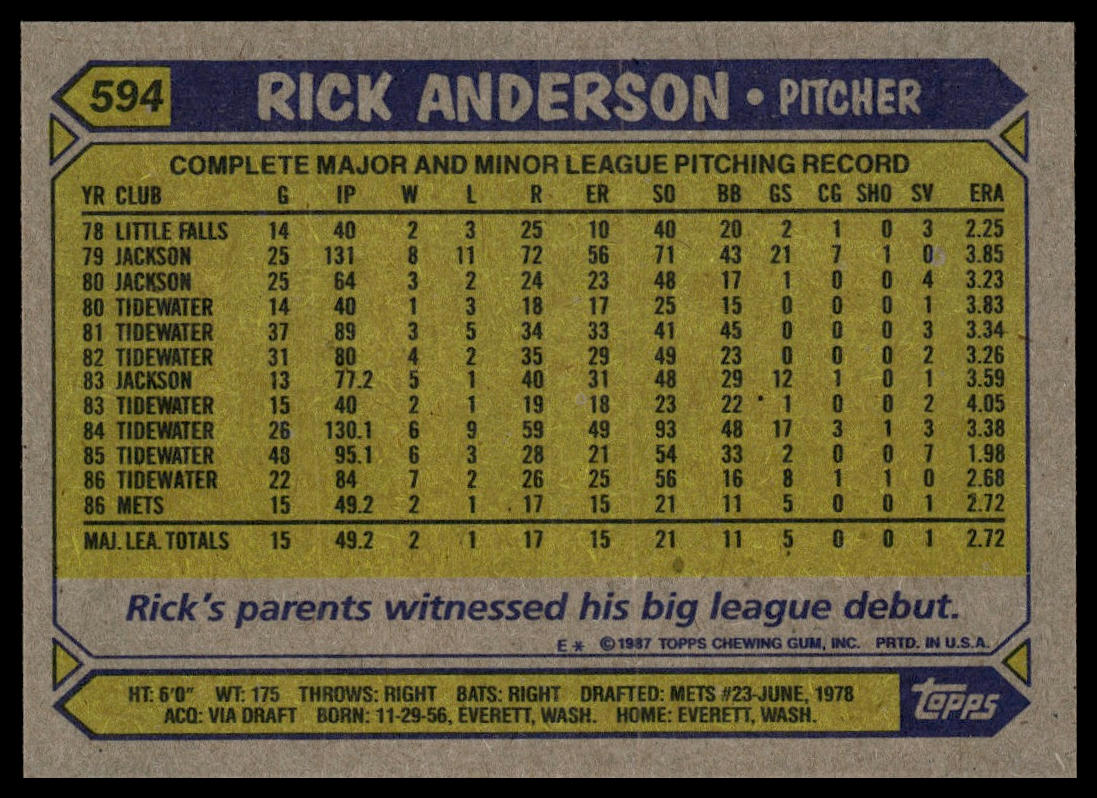 594 RICK ANDERSON • PITCHER
COMPLETE MAJOR AND MINOR LEAGUE PITCHING RECORD
YR CLUB G IP W L R ER SO BB GS CG SHO SV ERA
78 LITTLE FALLS 14 40 2 3 25 10 40 20 2 1 0 3 2.25
79 JACKSON 25 131 8 11 72 56 71 43 21 7 1 0 3.85
80 JACKSON 25 64 3 2 24 23 48 17 1 0 0 4 3.23
80 TIDEWATER 14 40 1 3 18 17 25 15 0 0 0 1 3.83
81 TIDEWATER 37 89 3 5 34 33 41 45 0 0 0 3 3.34
82 TIDEWATER 31 80 4 2 35 29 49 23 0 0 0 2 3.26
83 JACKSON 13 77.2 5 1 40 31 48 29 12 1 0 1 3.59
83 TIDEWATER 15 40 2 1 19 18 23 22 1 0 0 2 4.05
84 TIDEWATER 26 130.1 6 9 59 49 93 48 17 3 1 3 3.38
85 TIDEWATER 48 95.1 6 3 28 21 54 33 2 0 0 7 1.98
86 TIDEWATER 22 84 7 2 26 25 56 16 8 1 1 0 2.68
86 METS 15 49.2 2 1 17 15 21 11 5 0 0 1 2.72
MAJ. LEA. TOTALS 15 49.2 2 1 17 15 21 11 5 0 0 1 2.72
Rick's parents witnessed his big league debut.
E* ©1987 TOPPS CHEWING GUM, INC. PRTD. IN U.S.A.
HT: 6'0" WT: 175 THROWS: RIGHT BATS: RIGHT DRAFTED: METS #23-JUNE, 1978
ACQ: VIA DRAFT BORN: 11-29-56, EVERETT, WASH. HOME: EVERETT, WASH.
Topps